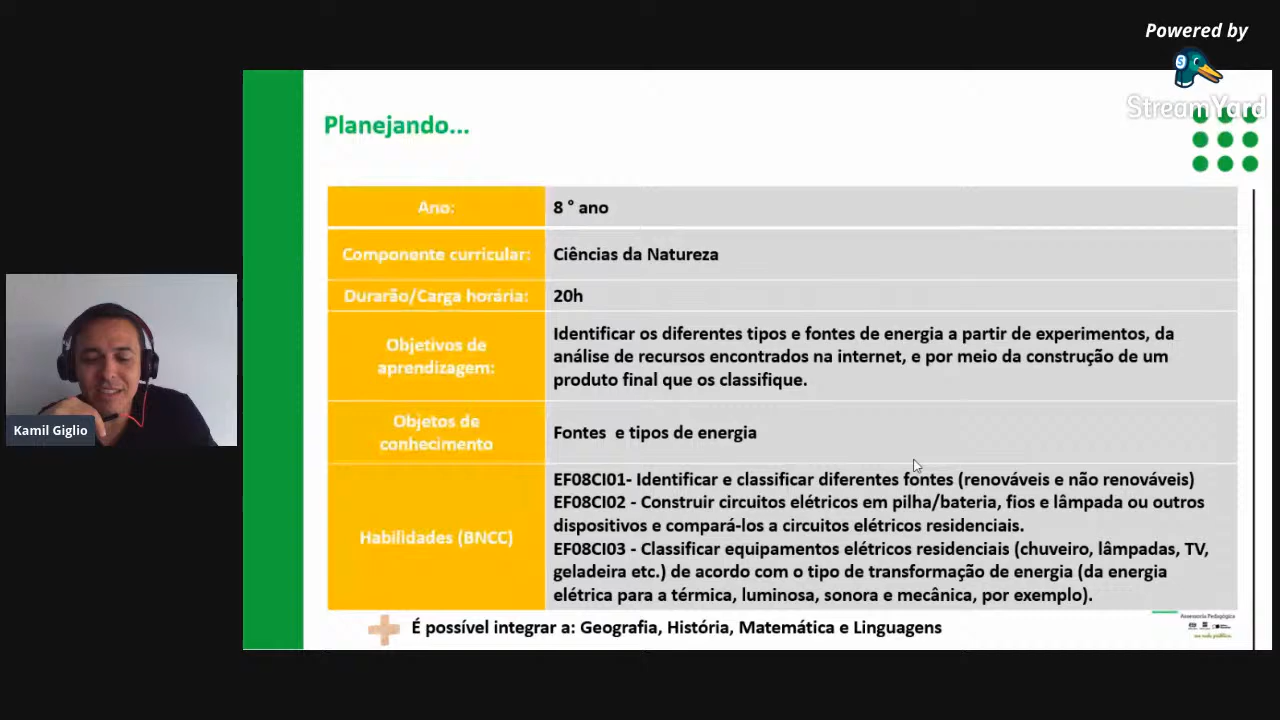 Powered by
StreamYard
Planejando...
Ano:
8 ° ano
Componente curricular:
Ciências da Natureza
Durarão/Carga horária:
20h
Objetivos de
aprendizagem:
Identificar os diferentes tipos e fontes de energia a partir de experimentos, da
análise de recursos encontrados na internet, e por meio da construção de um
produto final que os classifique.
Objetos de
conhecimento
Fontes e tipos de energia
Habilidades (BNCC)
EF08CI01- Identificar e classificar diferentes fontes (renováveis e não renováveis)
EF08CI02 - Construir circuitos elétricos em pilha/bateria, fios e lâmpada ou outros
dispositivos e compará-los a circuitos elétricos residenciais.
EF08CI03 - Classificar equipamentos elétricos residenciais (chuveiro, lâmpadas, TV,
geladeira etc.) de acordo com o tipo de transformação de energia (da energia
elétrica para a térmica, luminosa, sonora e mecânica, por exemplo).
É possível integrar a: Geografia, História, Matemática e Linguagens
Assessoria Pedagógica
Kamil Giglio